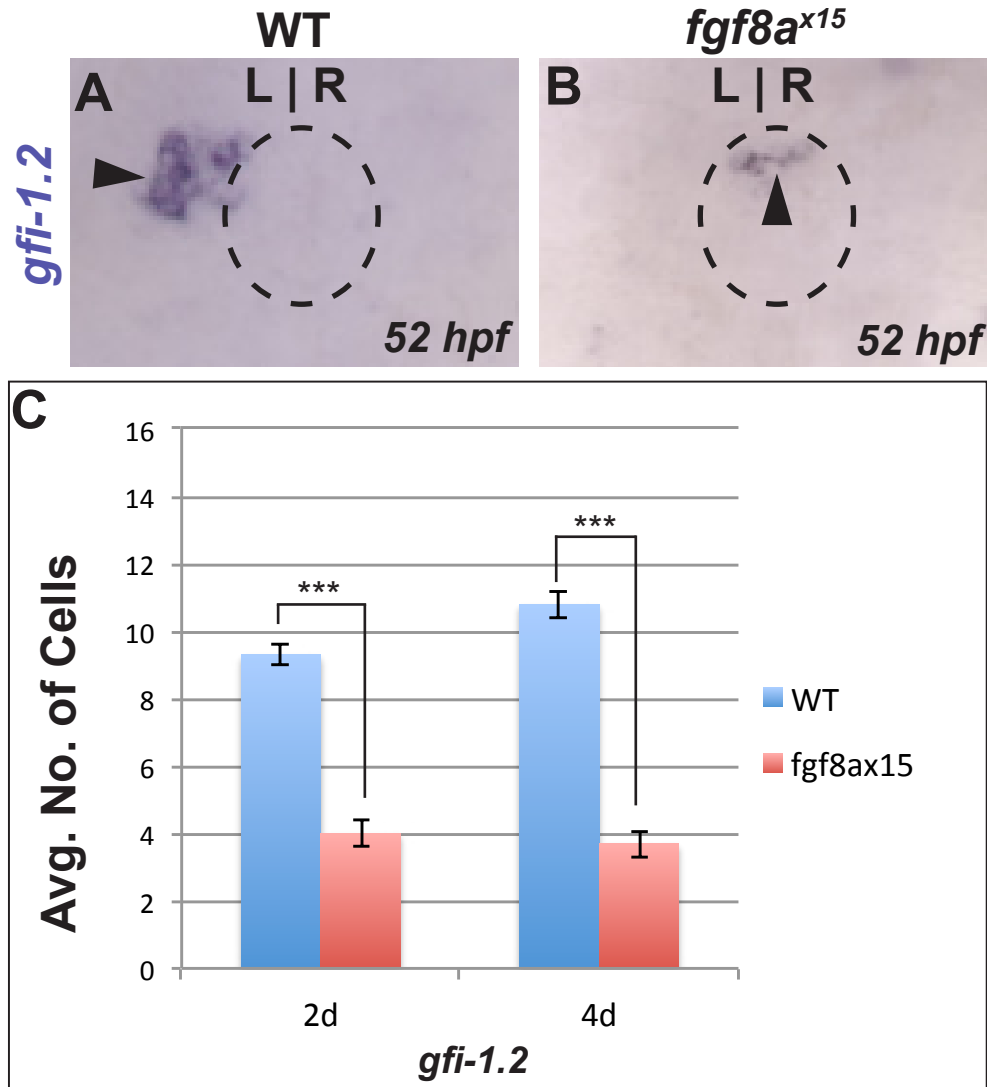 WT
fgf8a^x15
A
L | R
B
L | R
gfi-1.2
52 hpf
52 hpf
C
16
14
12
10
8
6
4
2
0
Avg. No. of Cells
***
***
WT
fgf8ax15
2d
4d
gfi-1.2